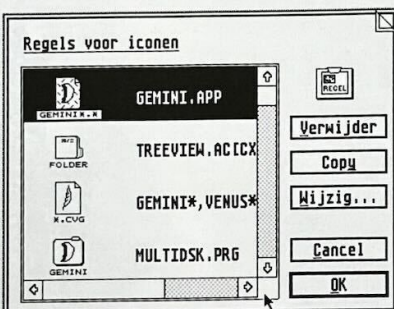 Regels voor iconen
GEMINI.APP
GEMINI*.*
TREEVIEW.AC[CX
FOLDER
GEMINI*,VENUS*
*.CVG
MULTIDSK.PRG
GEMINI
REGEL
Verwijder
Copy
Wijzig...
Cancel
OK